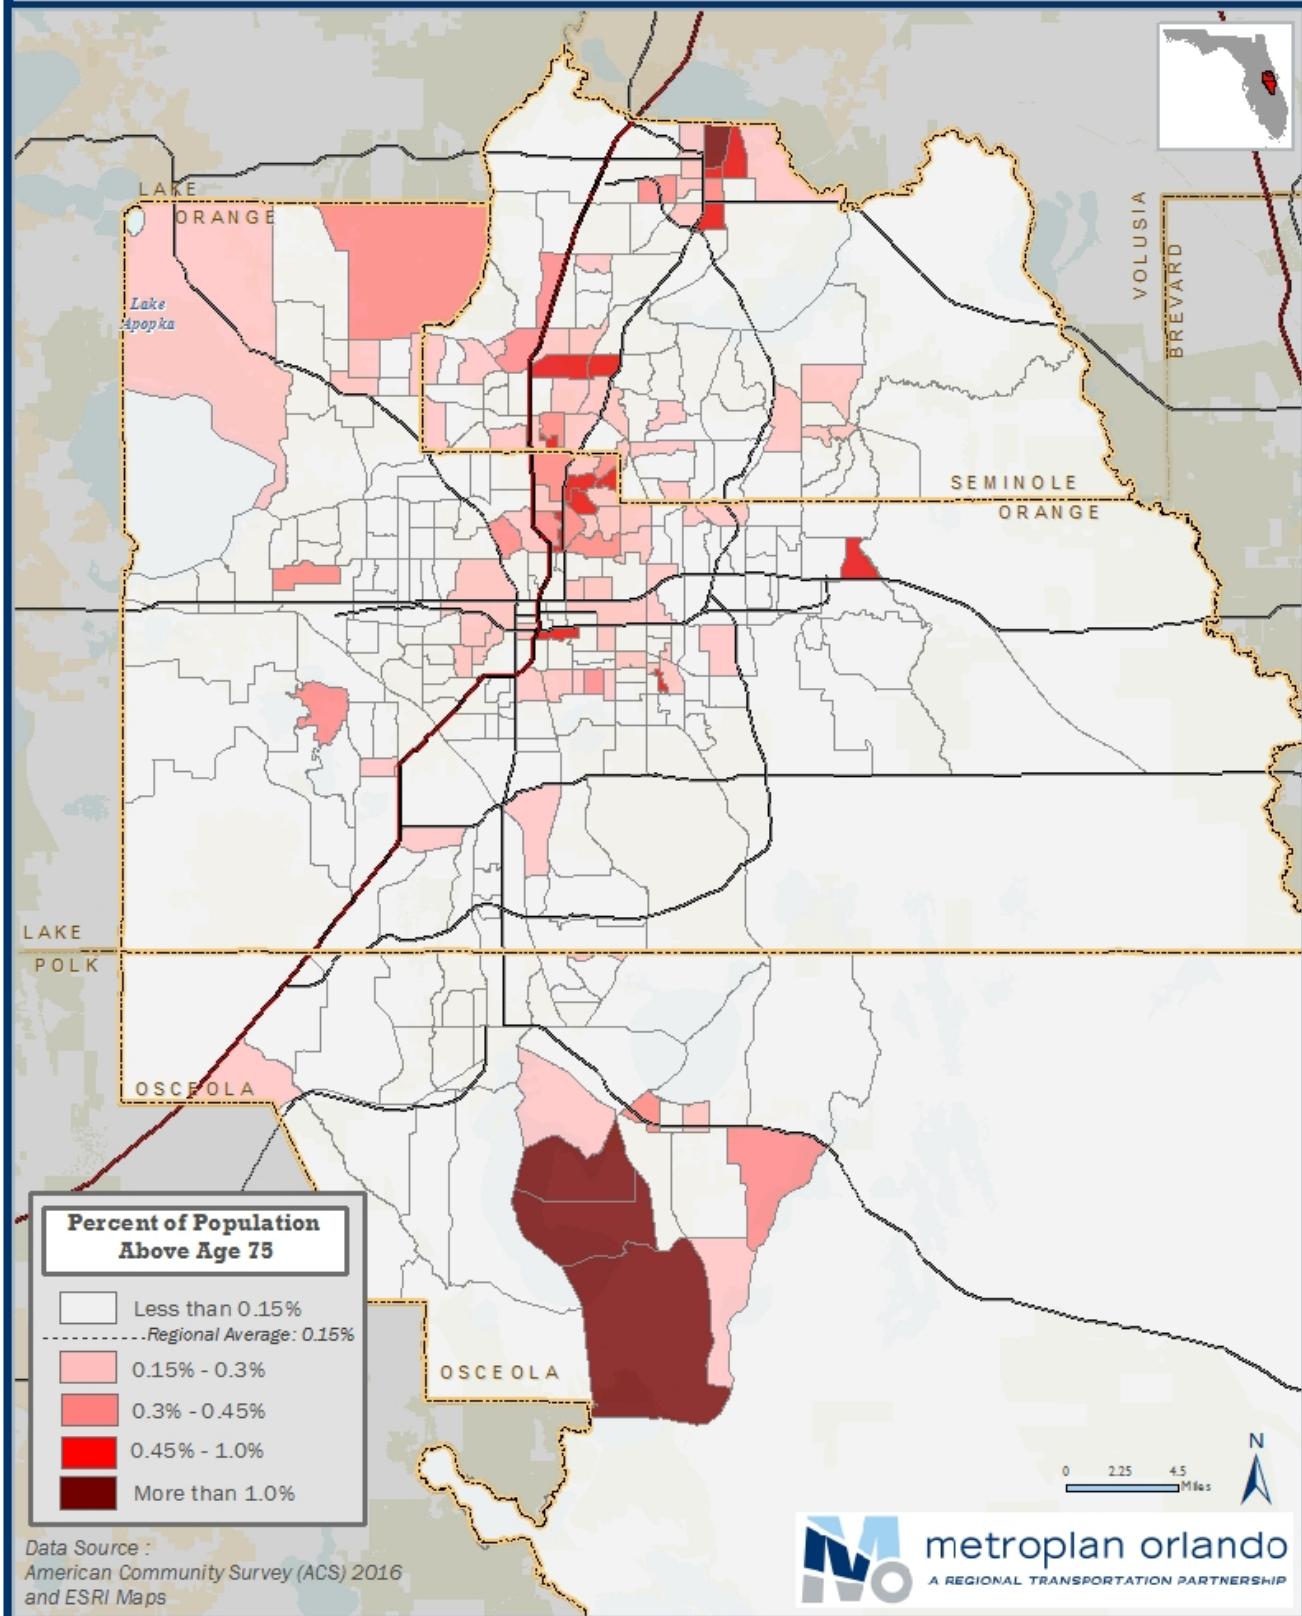 LAKE
ORANGE
Lake
Apopka
VOLUSIA
BREVARD
SEMINOLE
ORANGE
LAKE
POLK
OSCEOLA
OSCEOLA
Percent of Population
Above Age 75
Less than 0.15%
Regional Average: 0.15%
0.15% - 0.3%
0.3% - 0.45%
0.45% - 1.0%
More than 1.0%
Data Source :
American Community Survey (ACS) 2016
and ESRI Maps
N
0 2.25 4.5
Miles
metroplan orlando
A REGIONAL TRANSPORTATION PARTNERSHIP